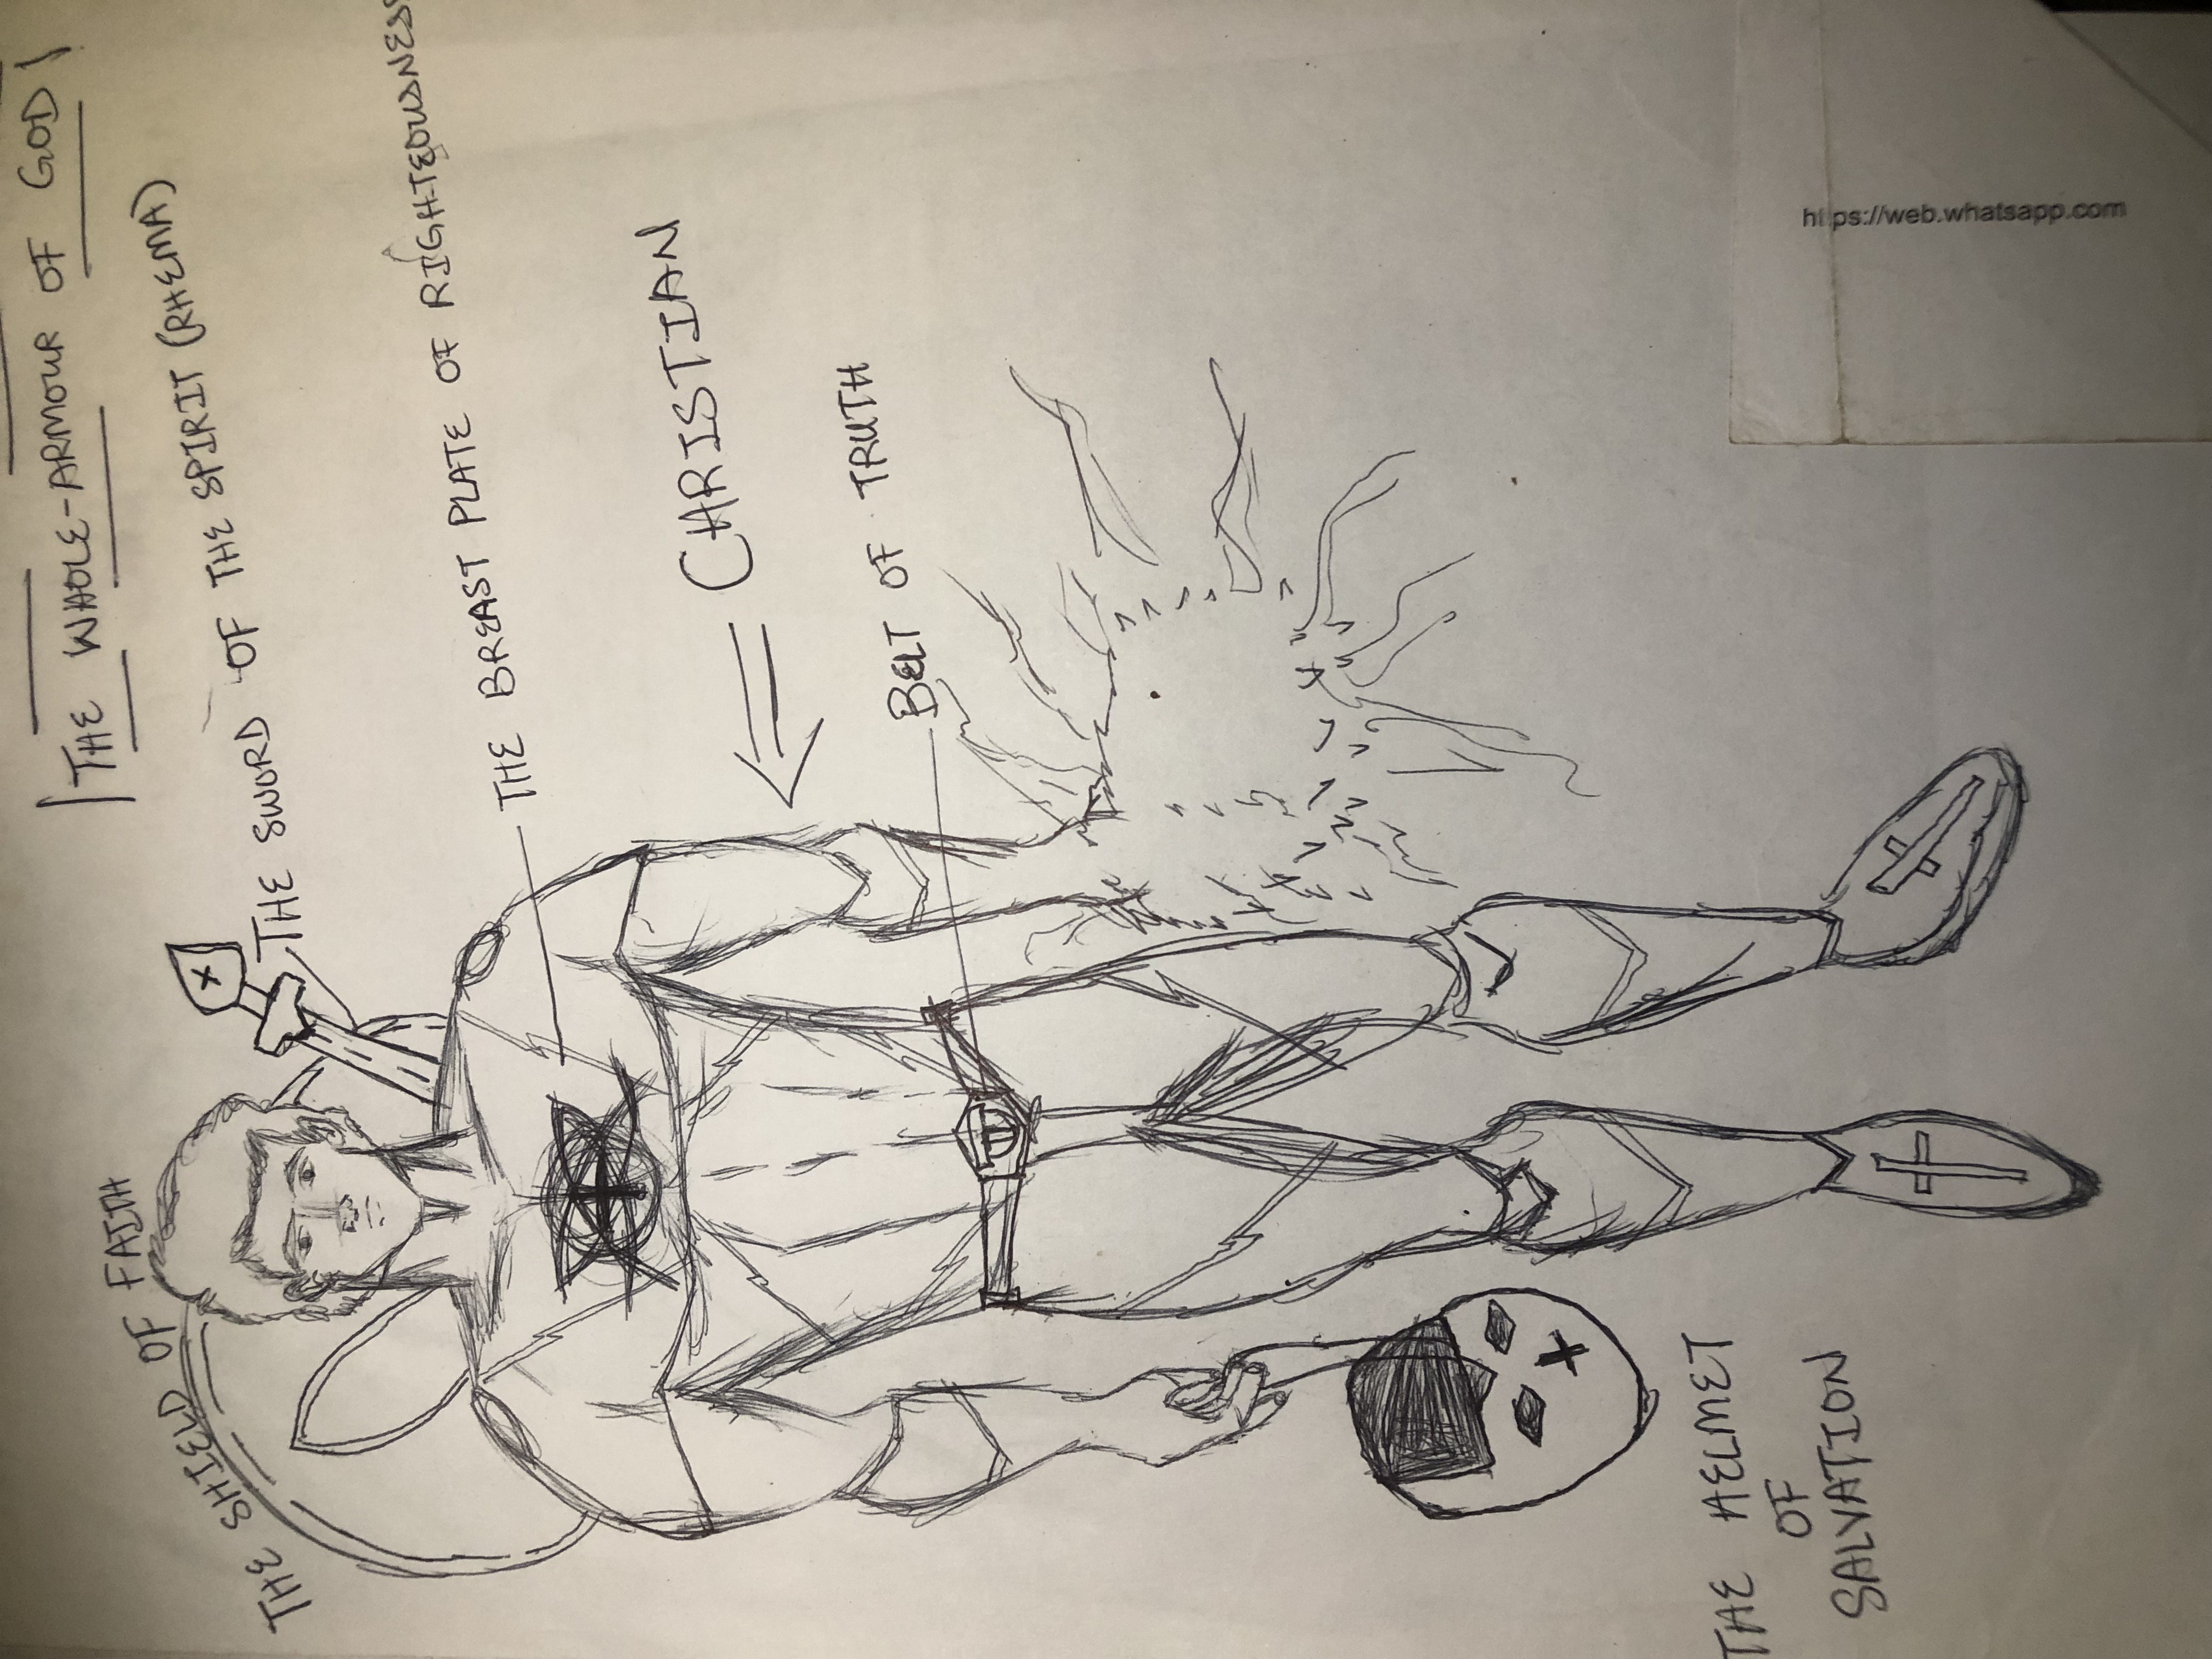 THE WHOLE-ARMOUR OF GOD!
THE SHIELD OF FAITH
THE SWORD OF THE SPIRIT (RHEMA)
THE BREAST PLATE OF RIGHTEOUSNESS
CHRISTIAN
BELT OF TRUTH
THE HELMET
OF
SALVATION
https://web.whatsapp.com